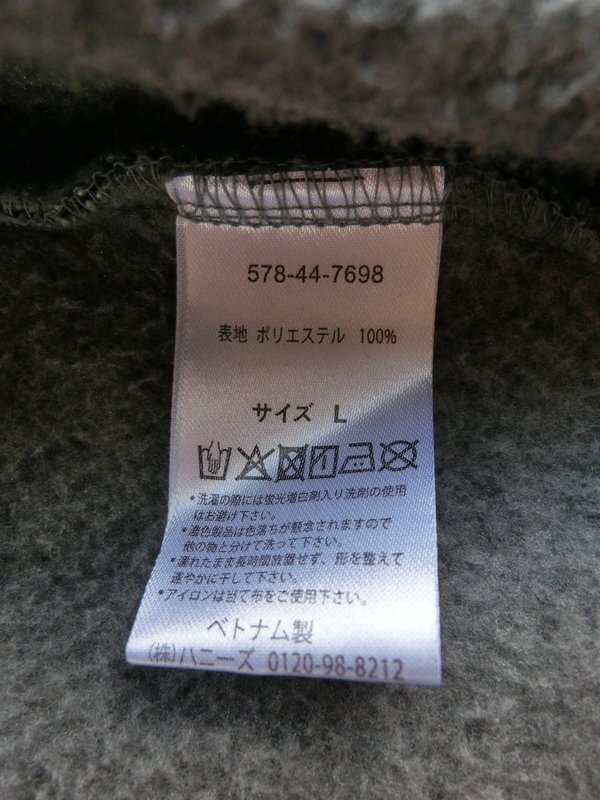 578-44-7698
表地 ポリエステル 100%
サイズ L
•洗濯の際には蛍光増白剤入り洗剤の使用
はお避け下さい。
•濃色製品は色落ちが懸念されますので
他の物と分けて洗って下さい。
•濡れたまま長時間放置せず、形を整えて
速やかに干して下さい。
•アイロンは当て布をご使用下さい。
ベトナム製
(株)ハニーズ 0120-98-8212